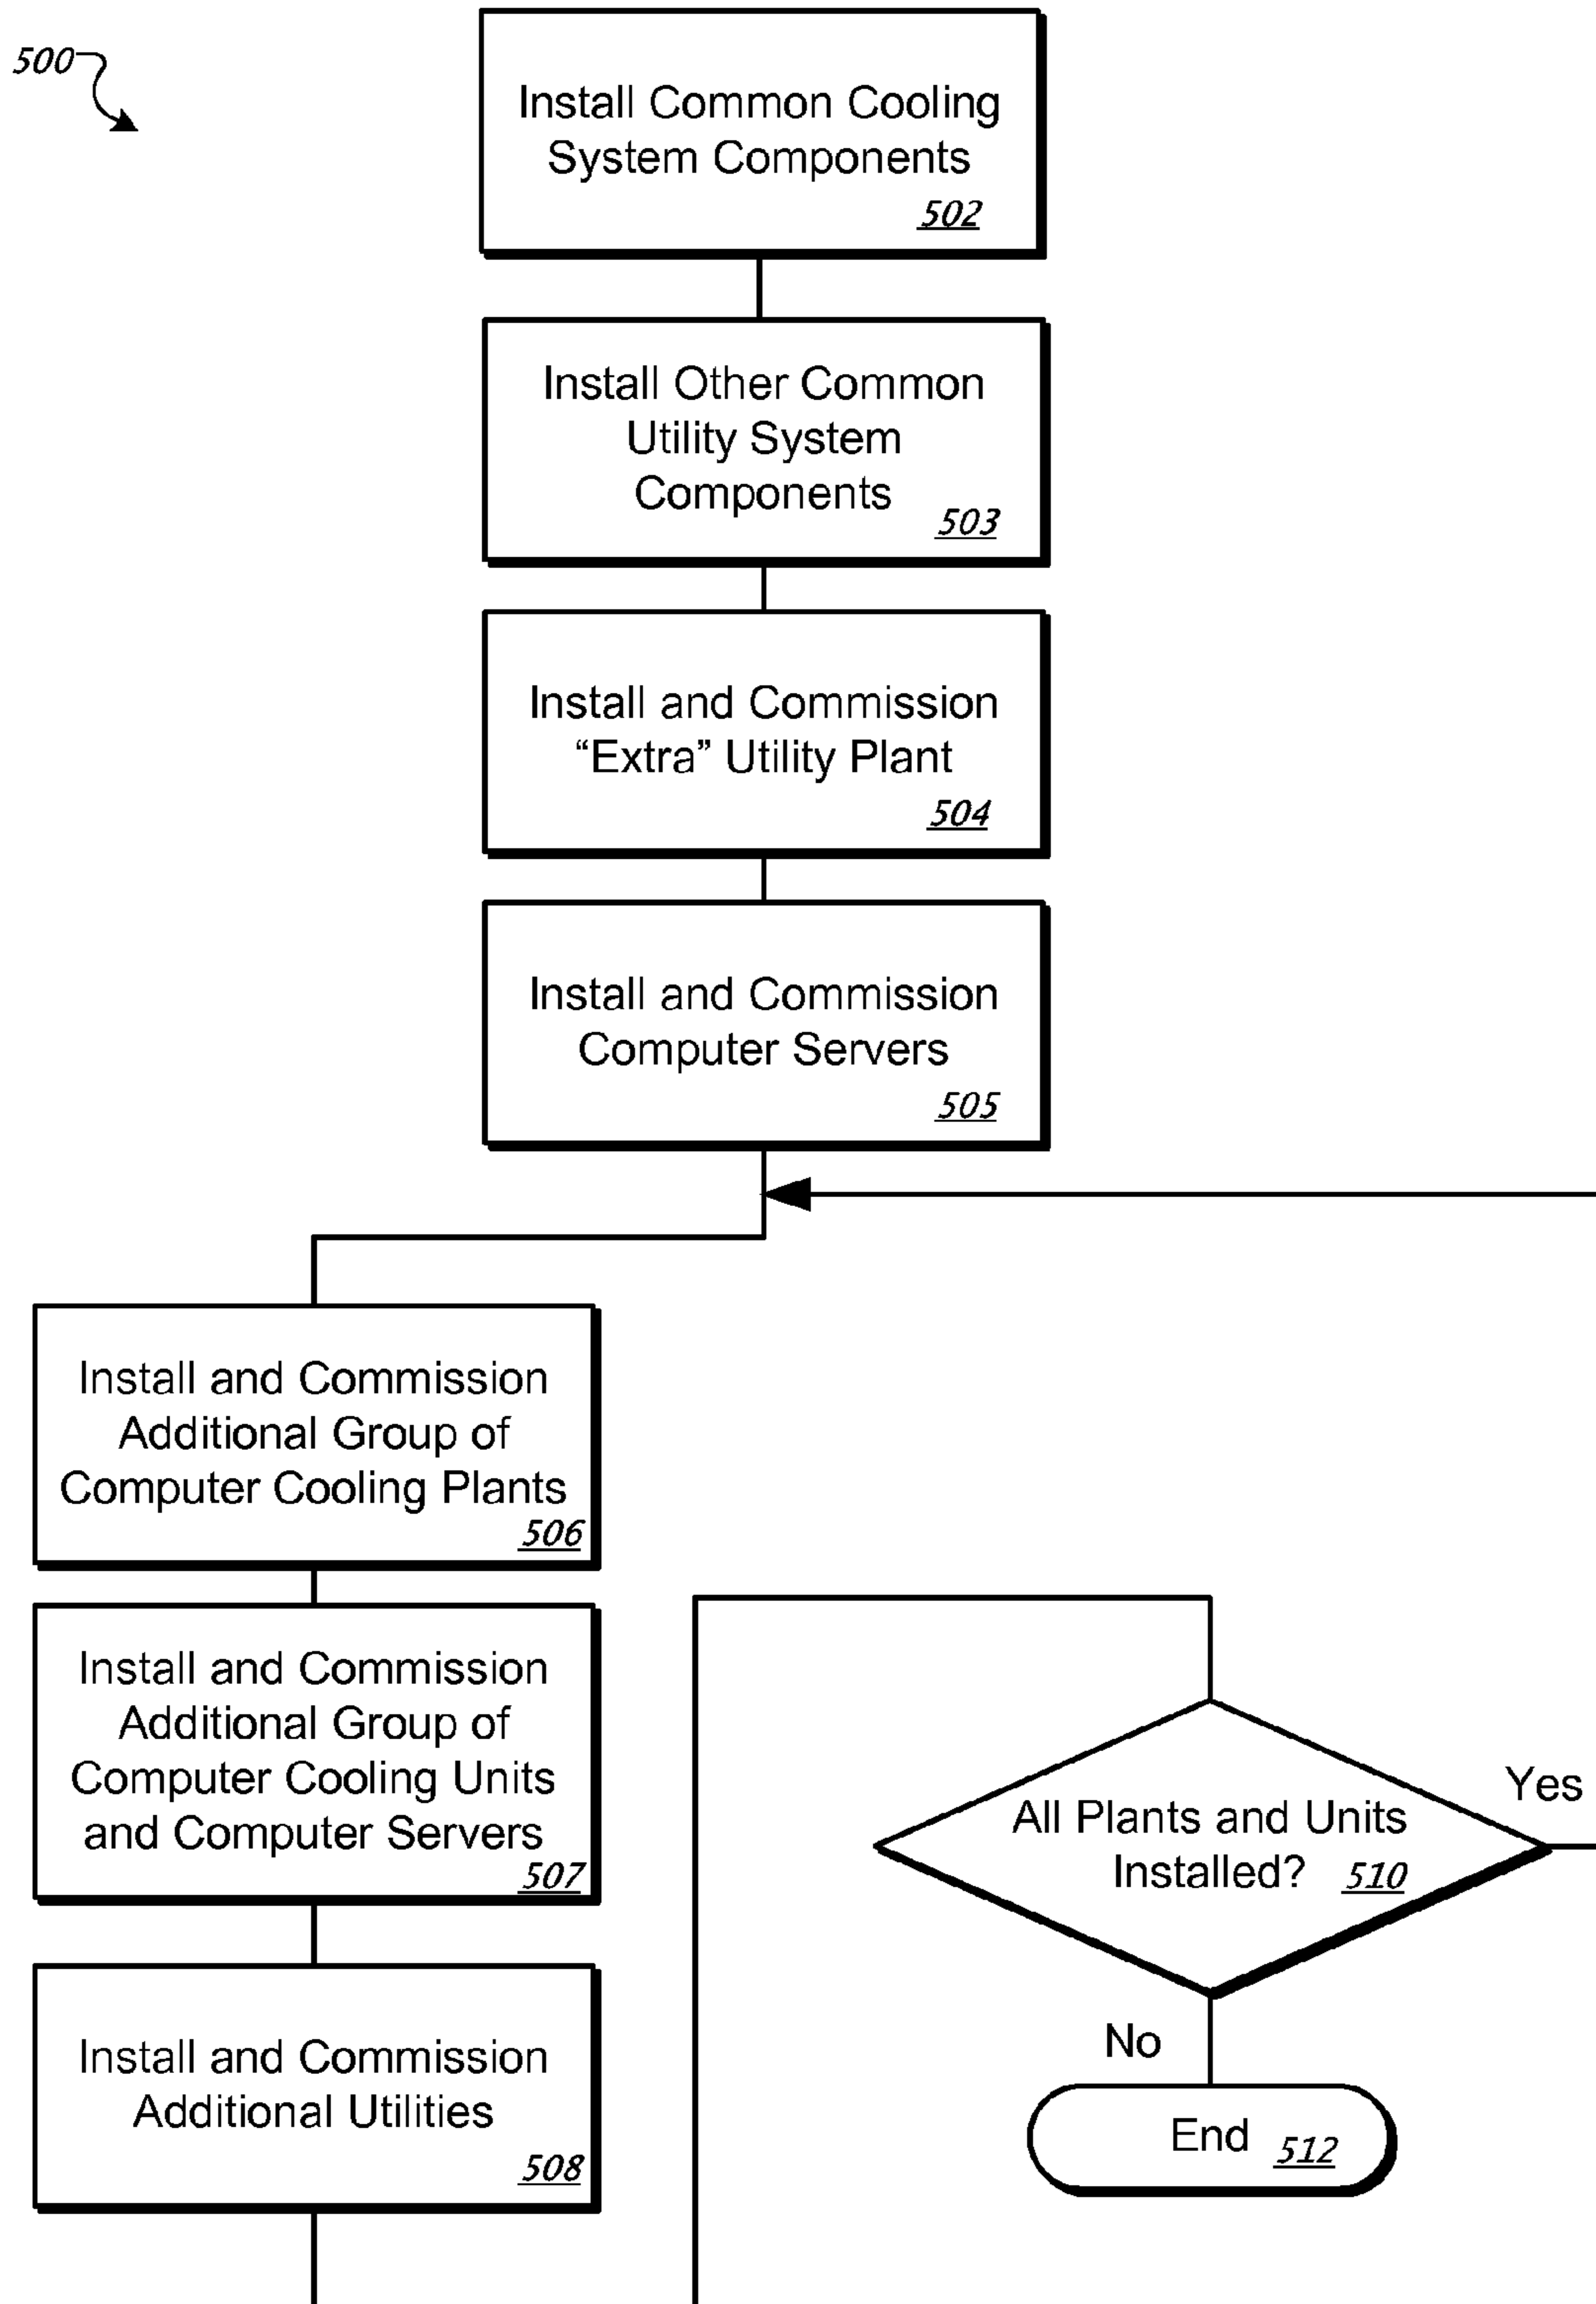 500
Install Common Cooling
System Components
502
Install Other Common
Utility System
Components
503
Install and Commission
“Extra” Utility Plant
504
Install and Commission
Computer Servers
505
Install and Commission
Additional Group of
Computer Cooling Plants
506
Install and Commission
Additional Group of
Computer Cooling Units
and Computer Servers
507
Install and Commission
Additional Utilities
508
All Plants and Units
Installed? 510
Yes
No
End 512